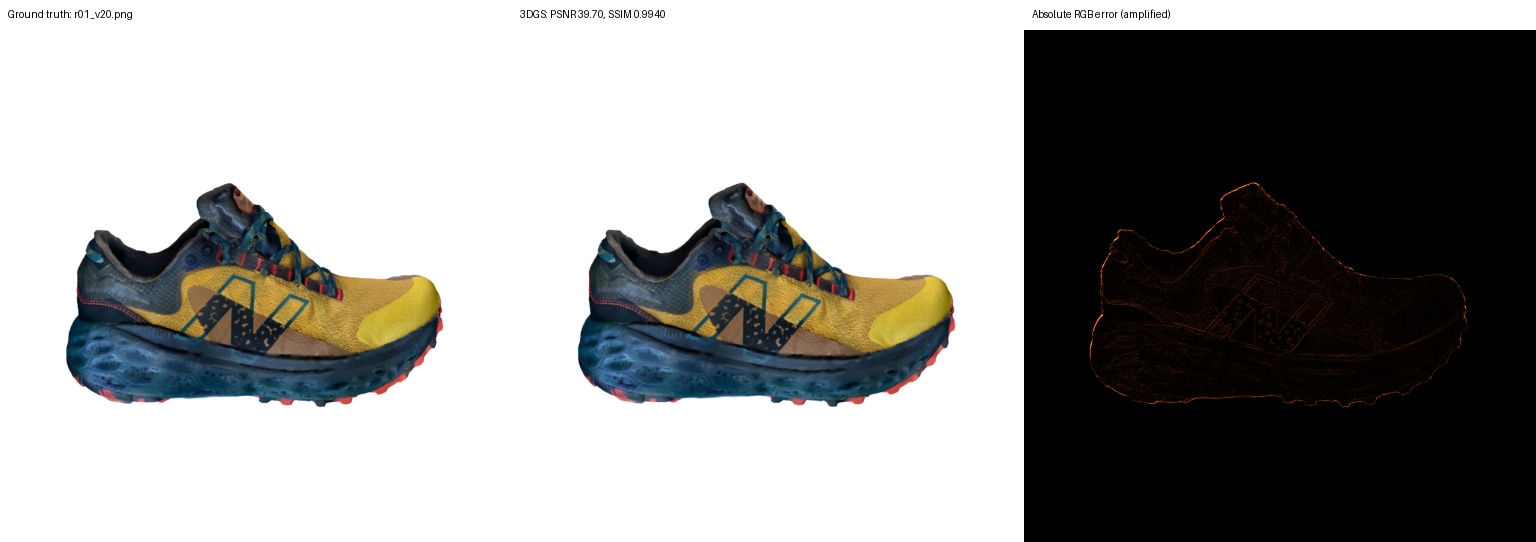 Ground truth: r01_v20.png
3DGS: PSNR 39.70, SSIM 0.9940
Absolute RGB error (amplified)
N
N